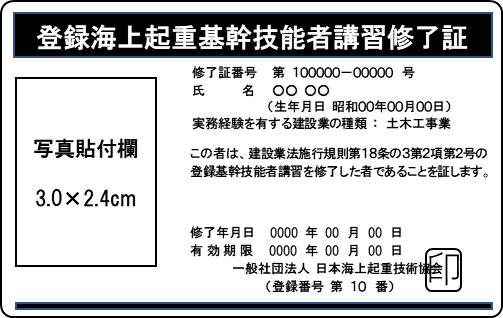 登録海上起重基幹技能者講習修了証
修了証番号 第 100000－00000 号
氏 名 〇〇 〇〇
（生年月日 昭和00年00月00日）
実務経験を有する建設業の種類： 土木工事業
写真貼付欄
3.0×2.4cm
この者は、建設業法施行規則第18条の3第2項第2号の
登録基幹技能者講習を修了した者であることを証します。
修了年月日 0000 年 00 月 00 日
有効期限 0000 年 00 月 00 日
一般社団法人 日本海上起重技術協会
（登録番号 第 10 番）
印